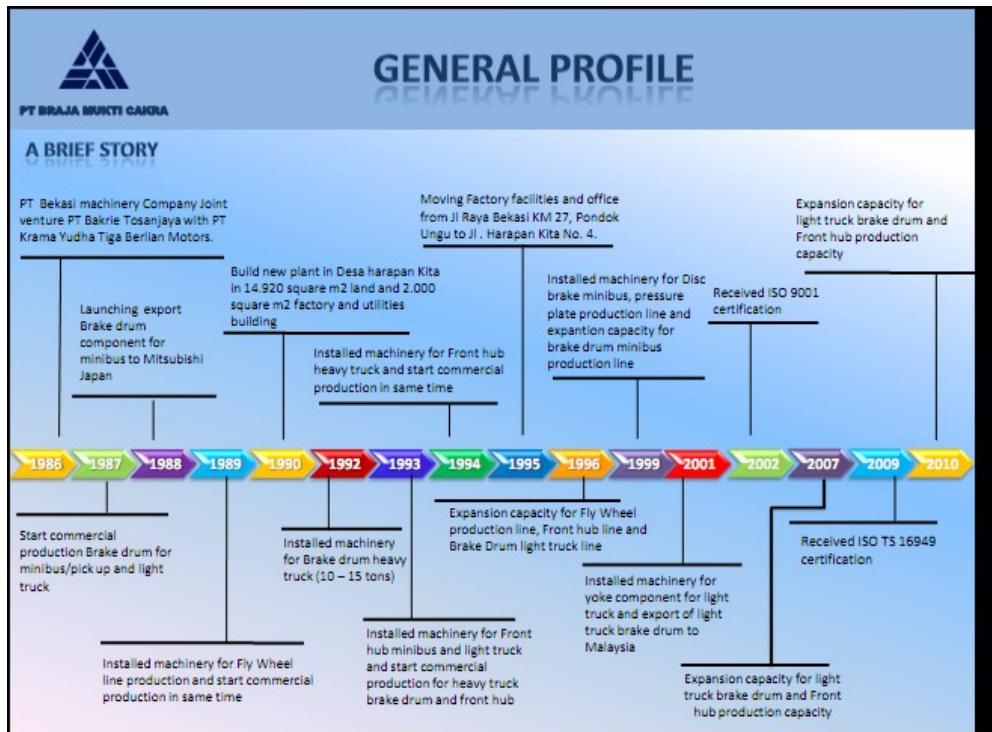 GENERAL PROFILE
PT BRAJA MUKTI CAKRA
A BRIEF STORY
PT Bekasi machinery Company Joint
venture PT Bakrie Tosanjaya with PT
Krama Yudha Tiga Berlian Motors.
Launching export
Brake drum
component for
minibus to Mitsubishi
Japan
Build new plant in Desa harapan Kita
in 14.920 square m2 land and 2.000
square m2 factory and utilities
building
Installed machinery for Front hub
heavy truck and start commercial
production in same time
Moving Factory facilities and office
from Jl Raya Bekasi KM 27, Pondok
Ungu to Jl . Harapan Kita No. 4.
Installed machinery for Disc
brake minibus, pressure
plate production line and
expantion capacity for
brake drum minibus
production line
Received ISO 9001
certification
Expansion capacity for
light truck brake drum and
Front hub production
capacity
1986 1987 1988 1989 1990 1992 1993 1994 1995 1996 1999 2001 2002 2007 2009 2010
Start commercial
production Brake drum for
minibus/pick up and light
truck
Installed machinery for Fly Wheel
line production and start commercial
production in same time
Installed machinery
for Brake drum heavy
truck (10 – 15 tons)
Installed machinery for Front
hub minibus and light truck
and start commercial
production for heavy truck
brake drum and front hub
Expansion capacity for Fly Wheel
production line, Front hub line and
Brake Drum light truck line
Installed machinery for
yoke component for light
truck and export of light
truck brake drum to
Malaysia
Expansion capacity for light
truck brake drum and Front
hub production capacity
Received ISO TS 16949
certification